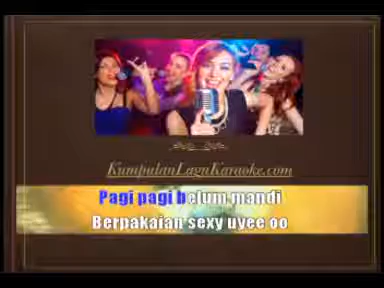 KumpulanLaguKaraoke.com
Pagi pagi belum mandi
Berpakaian sexy uyee oo